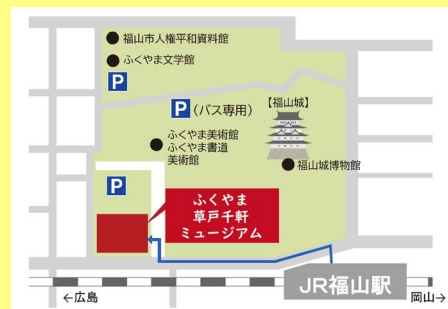 福山市人権平和資料館
ふくやま文学館
P
P(バス専用)
【福山城】
ふくやま美術館
ふくやま書道
美術館
福山城博物館
P
ふくやま
草戸千軒
ミュージアム
JR福山駅
←広島
岡山→